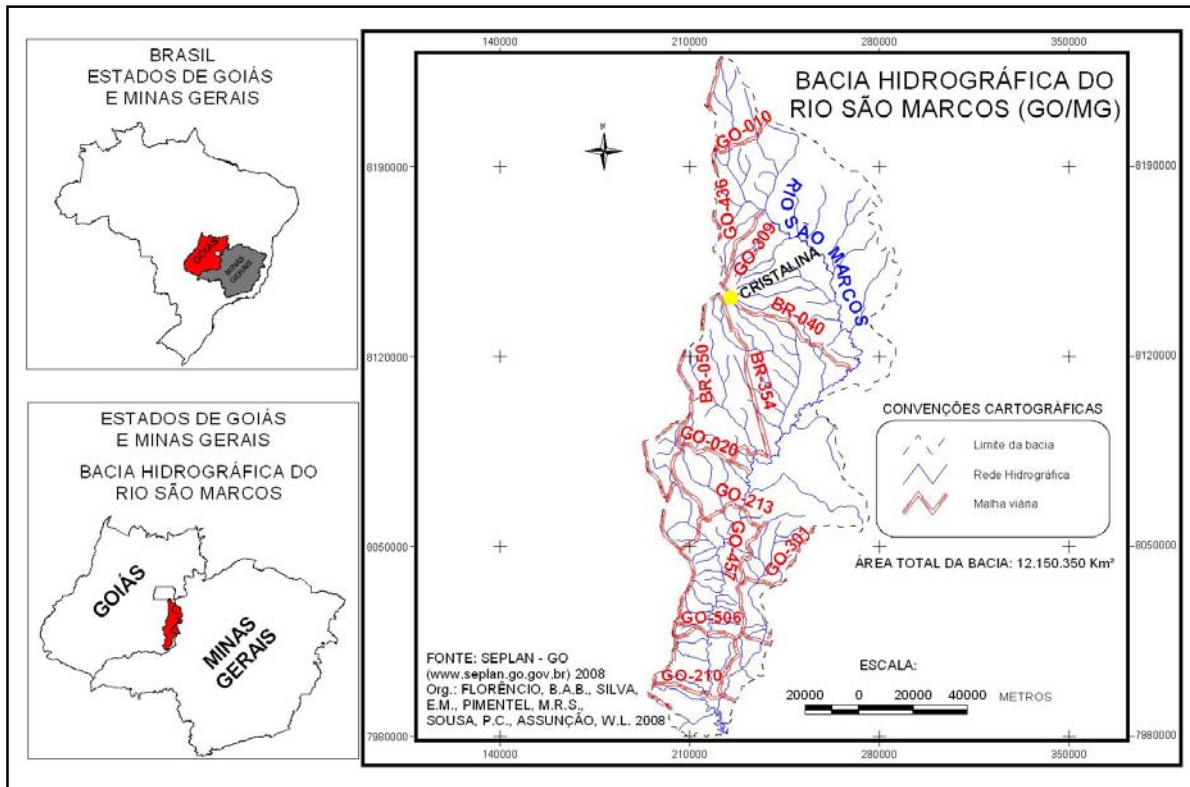 BRASIL
ESTADOS DE GOIÁS
E MINAS GERAIS
GOIÁS
MINAS
GERAIS
ESTADOS DE GOIÁS
E MINAS GERAIS
BACIA HIDROGRÁFICA DO
RIO SÃO MARCOS
GOIÁS
MINAS
GERAIS
140000
210000
280000
350000
BACIA HIDROGRÁFICA DO
RIO SÃO MARCOS (GO/MG)
N
8190000
8190000
GO-010
GO-436
GO-309
RIO SÃO MARCOS
CRISTALINA
BR-040
8120000
8120000
BR-050
BR-354
GO-020
GO-213
GO-457
GO-301
CONVENÇÕES CARTOGRÁFICAS
Limite da bacia
Rede Hidrográfica
Malha viária
8050000
8050000
ÁREA TOTAL DA BACIA: 12.150.350 Km²
GO-506
GO-210
FONTE: SEPLAN - GO
(www.seplan.go.gov.br) 2008
Org.: FLORÊNCIO, B.A.B., SILVA,
E.M., PIMENTEL, M.R.S.,
SOUSA, P.C., ASSUNÇÃO, W.L. 2008
ESCALA:
20000 0 20000 40000 METROS
7980000
7980000
140000
210000
280000
350000